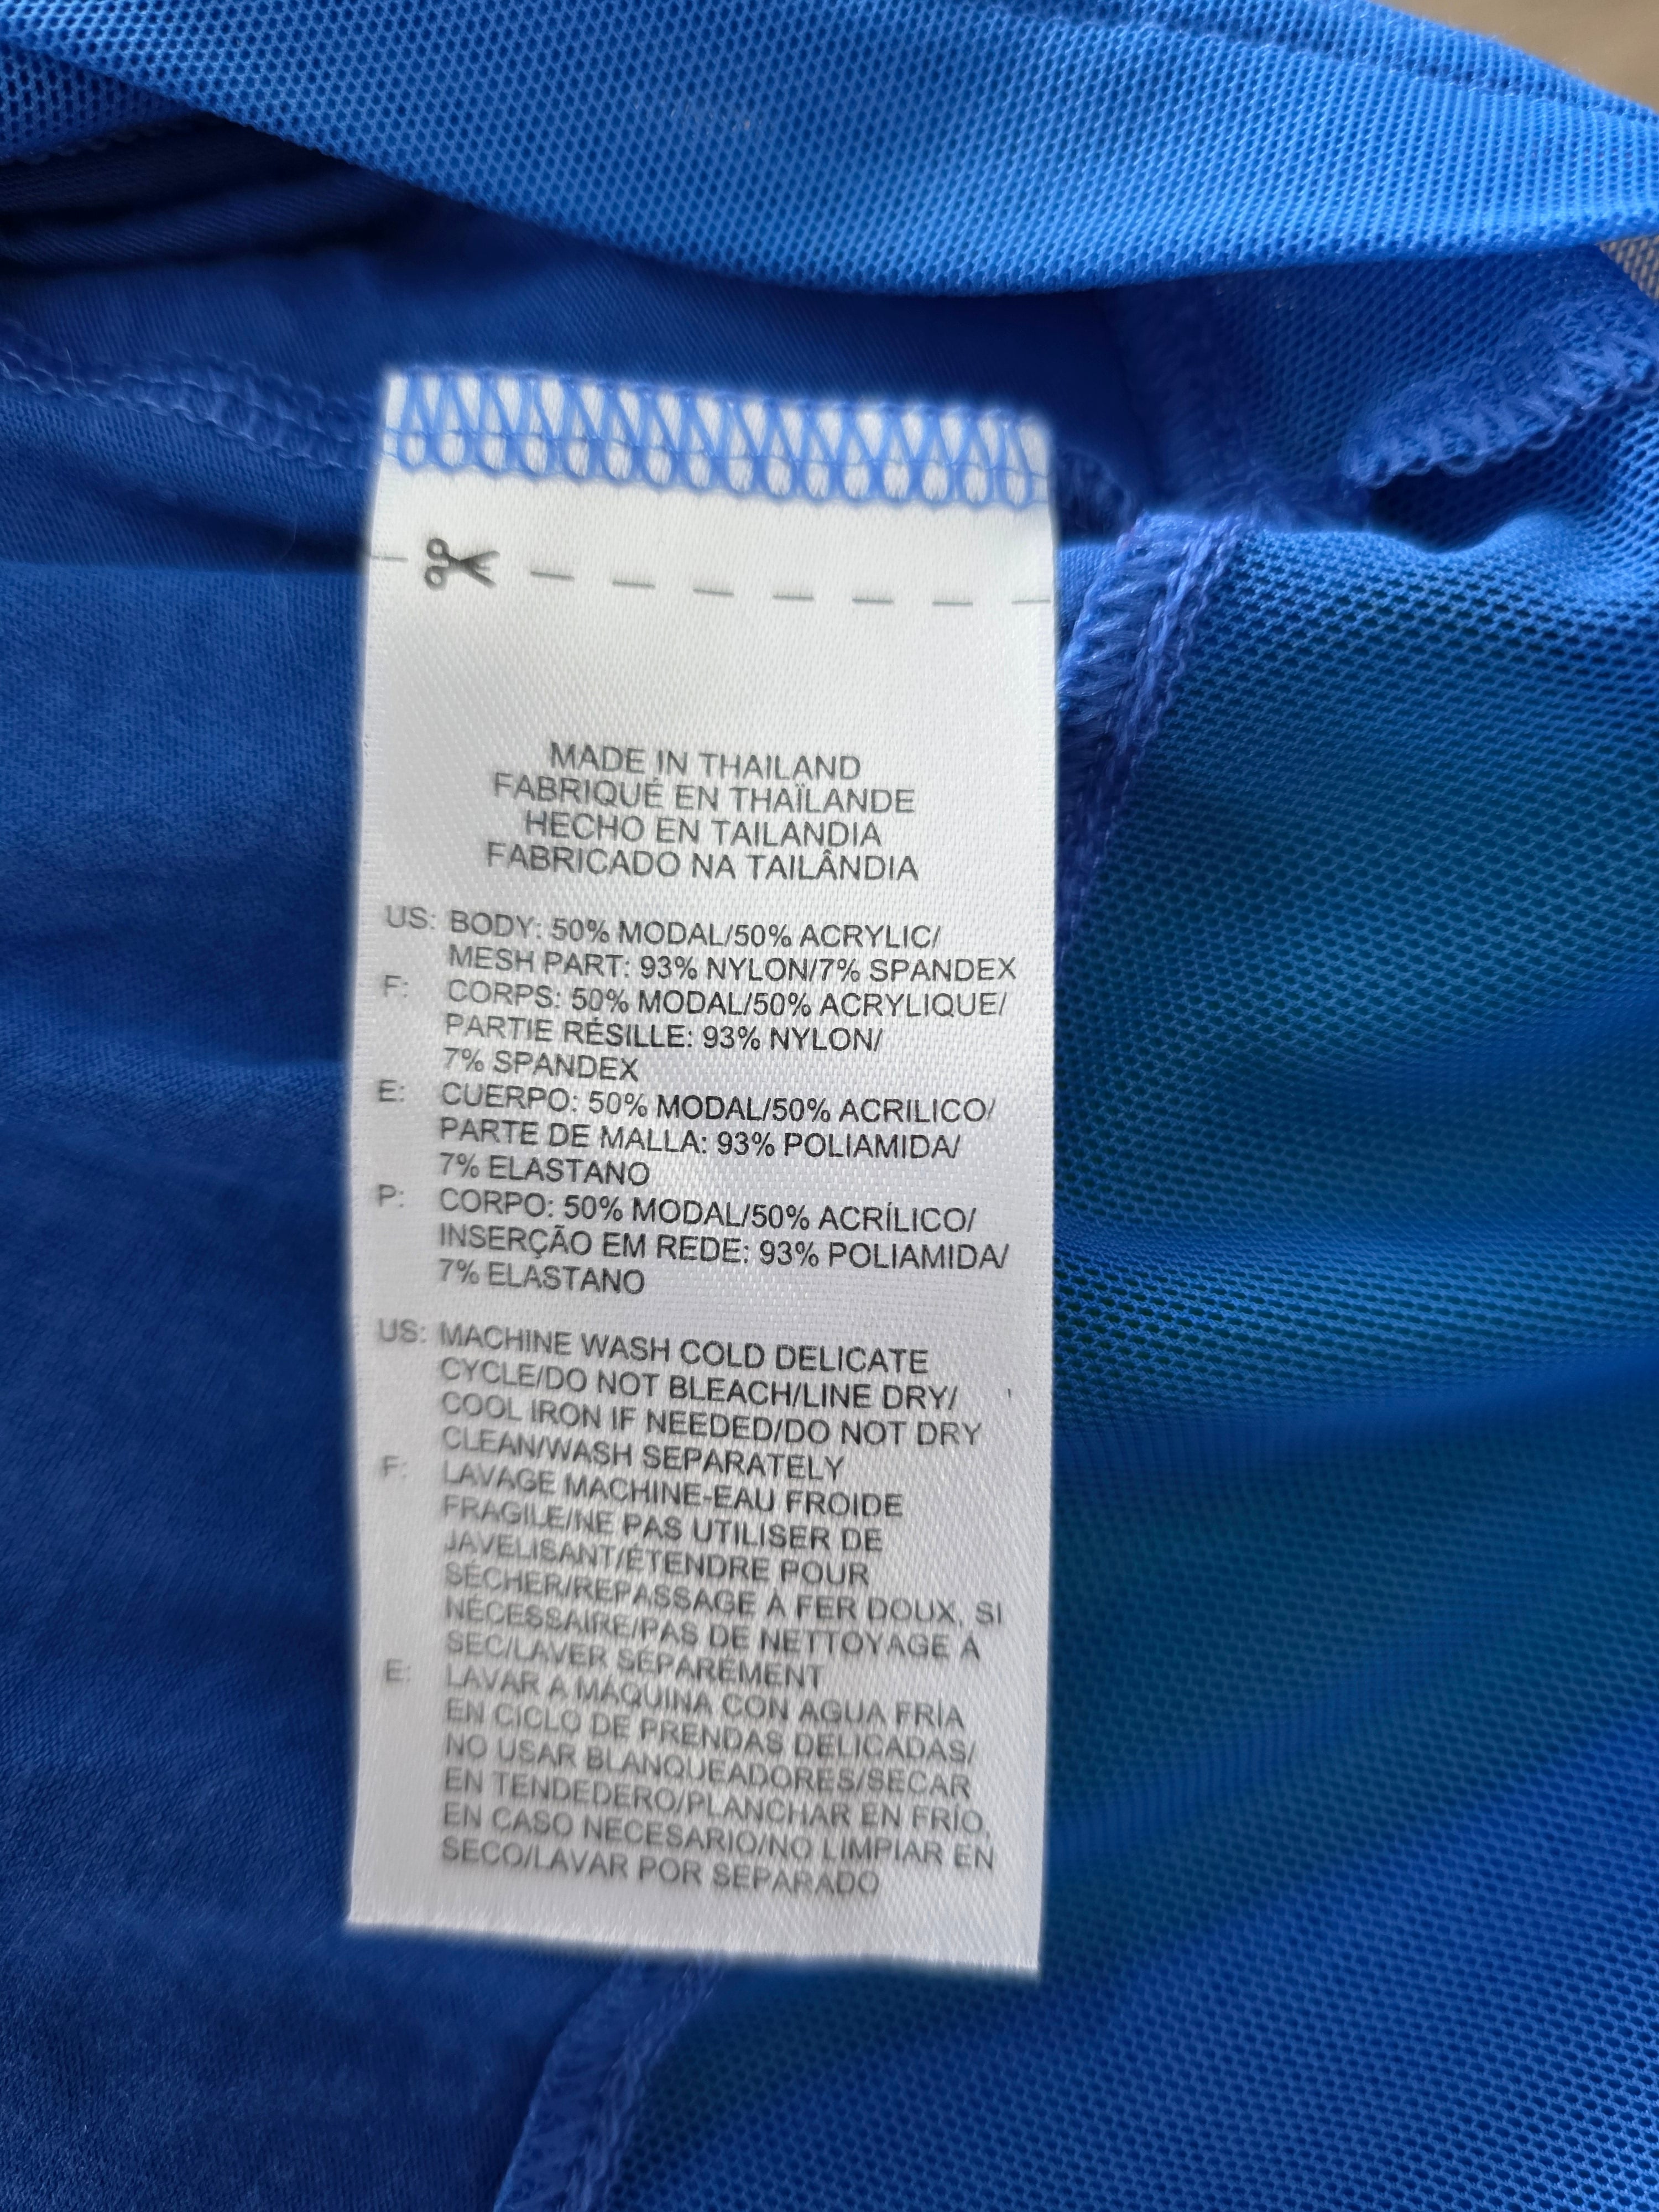 MADE IN THAILAND
FABRIQUÉ EN THAÏLANDE
HECHO EN TAILANDIA
FABRICADO NA TAILÂNDIA
US: BODY: 50% MODAL/50% ACRYLIC/
MESH PART: 93% NYLON/7% SPANDEX
F: CORPS: 50% MODAL/50% ACRYLIQUE/
PARTIE RÉSILLE: 93% NYLON/
7% SPANDEX
E: CUERPO: 50% MODAL/50% ACRILICO/
PARTE DE MALLA: 93% POLIAMIDA/
7% ELASTANO
P: CORPO: 50% MODAL/50% ACRÍLICO/
INSERÇÃO EM REDE: 93% POLIAMIDA/
7% ELASTANO
US: MACHINE WASH COLD DELICATE
CYCLE/DO NOT BLEACH/LINE DRY/
COOL IRON IF NEEDED/DO NOT DRY
CLEAN/WASH SEPARATELY
F: LAVAGE MACHINE-EAU FROIDE
FRAGILE/NE PAS UTILISER DE
JAVELISANT/ÉTENDRE POUR
SÉCHER/REPASSAGE À FER DOUX, SI
NÉCESSAIRE/PAS DE NETTOYAGE À
SEC/LAVER SÉPARÉMENT
E: LAVAR A MÁQUINA CON AGUA FRÍA
EN CICLO DE PRENDAS DELICADAS/
NO USAR BLANQUEADORES/SECAR
EN TENDEDERO/PLANCHAR EN FRÍO,
EN CASO NECESARIO/NO LIMPIAR EN
SECO/LAVAR POR SEPARADO